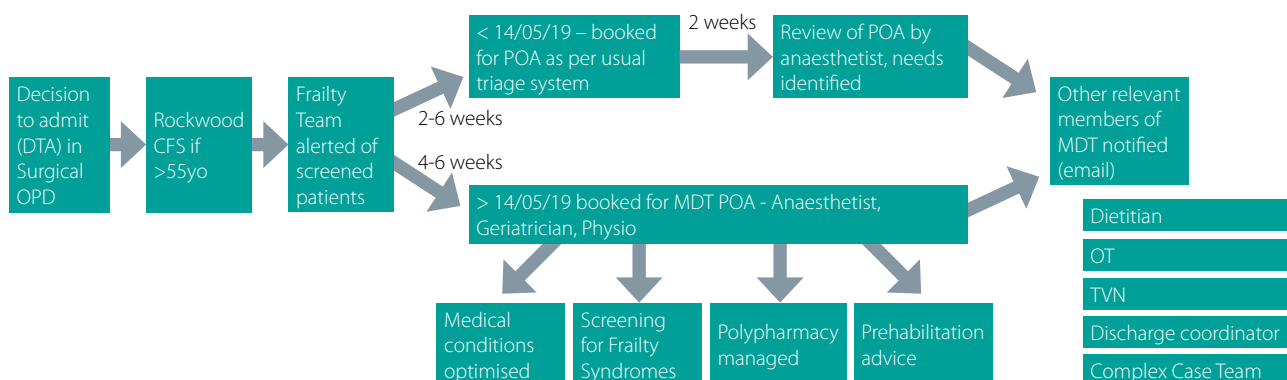 Decision
to admit
(DTA) in
Surgical
OPD
Rockwood
CFS if
>55yo
Frailty
Team
alerted of
screened
patients
2-6 weeks
4-6 weeks
< 14/05/19 – booked
for POA as per usual
triage system
2 weeks
Review of POA by
anaesthetist, needs
identified
> 14/05/19 booked for MDT POA - Anaesthetist,
Geriatrician, Physio
Medical
conditions
optimised
Screening
for Frailty
Syndromes
Polypharmacy
managed
Prehabilitation
advice
Other relevant
members of
MDT notified
(email)
Dietitian
OT
TVN
Discharge coordinator
Complex Case Team